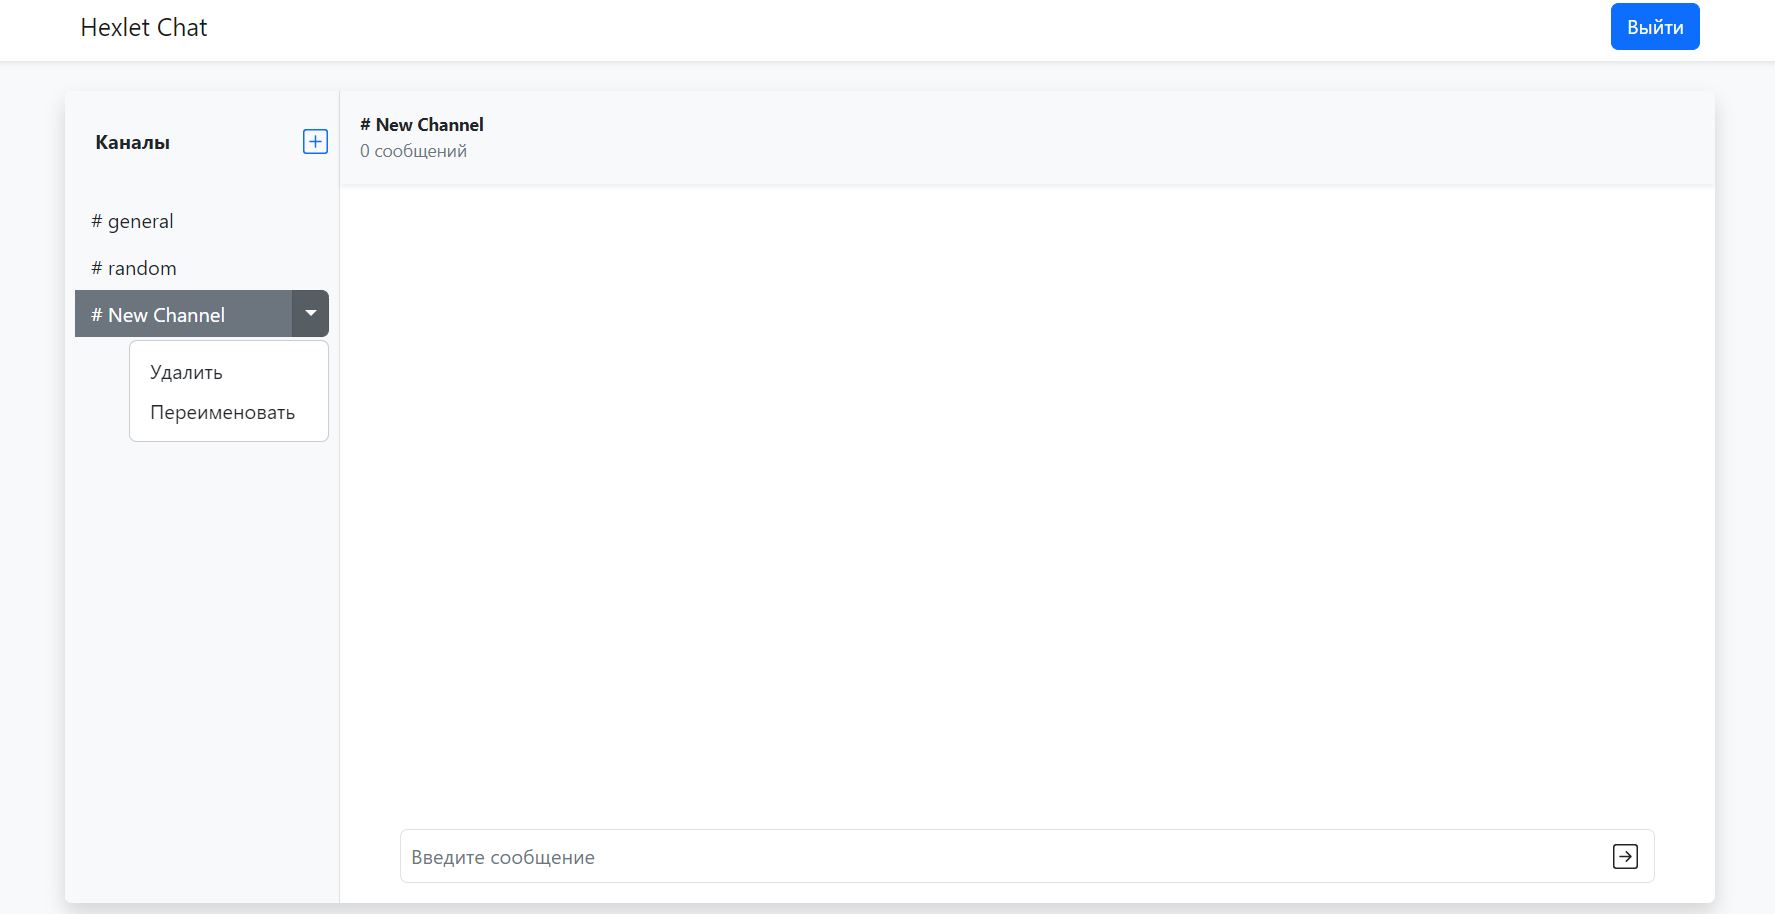 Hexlet Chat
Выйти
Каналы
# general
# random
# New Channel
Удалить
Переименовать
# New Channel
0 сообщений
Введите сообщение